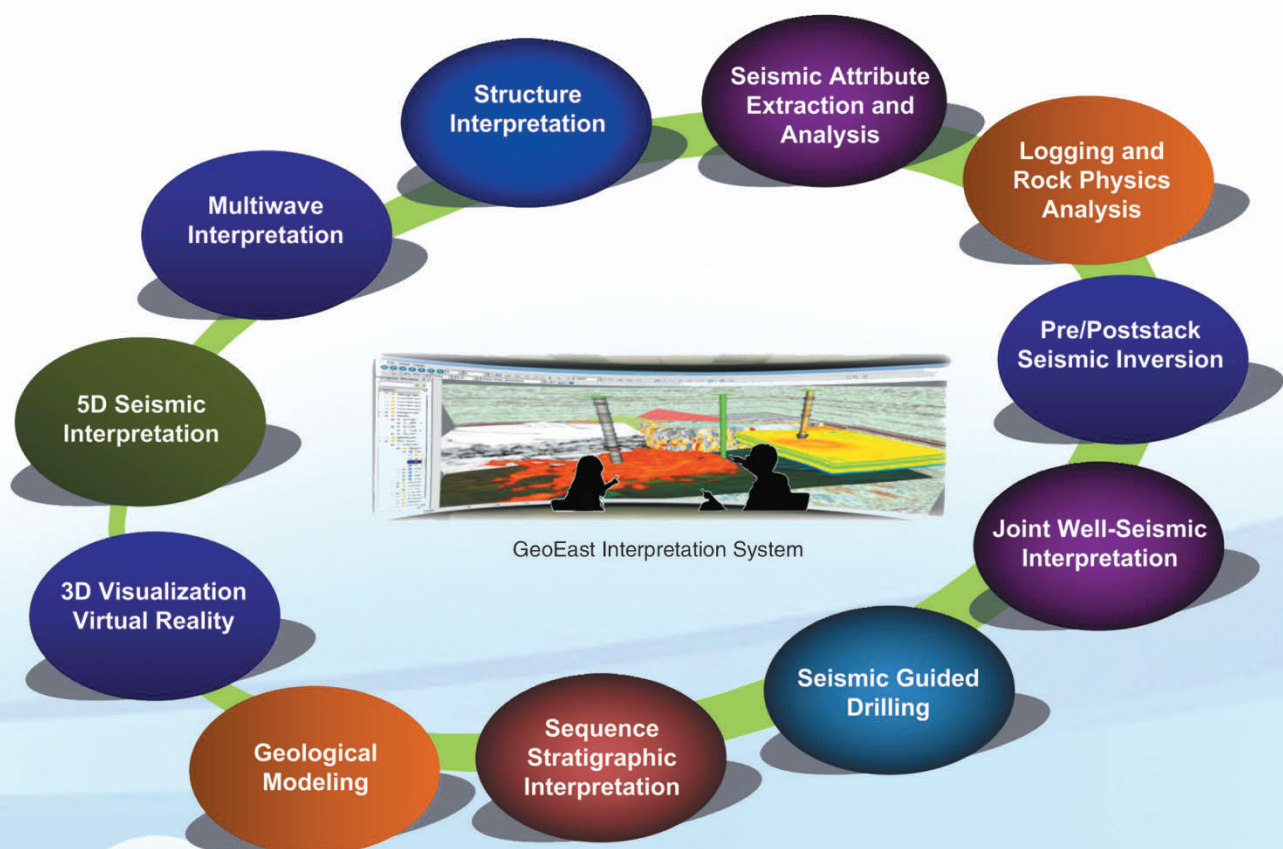 Structure
Interpretation
Seismic Attribute
Extraction and
Analysis
Logging and
Rock Physics
Analysis
Pre/Poststack
Seismic Inversion
Joint Well-Seismic
Interpretation
Seismic Guided
Drilling
Sequence
Stratigraphic
Interpretation
Geological
Modeling
3D Visualization
Virtual Reality
5D Seismic
Interpretation
Multiwave
Interpretation
GeoEast Interpretation System